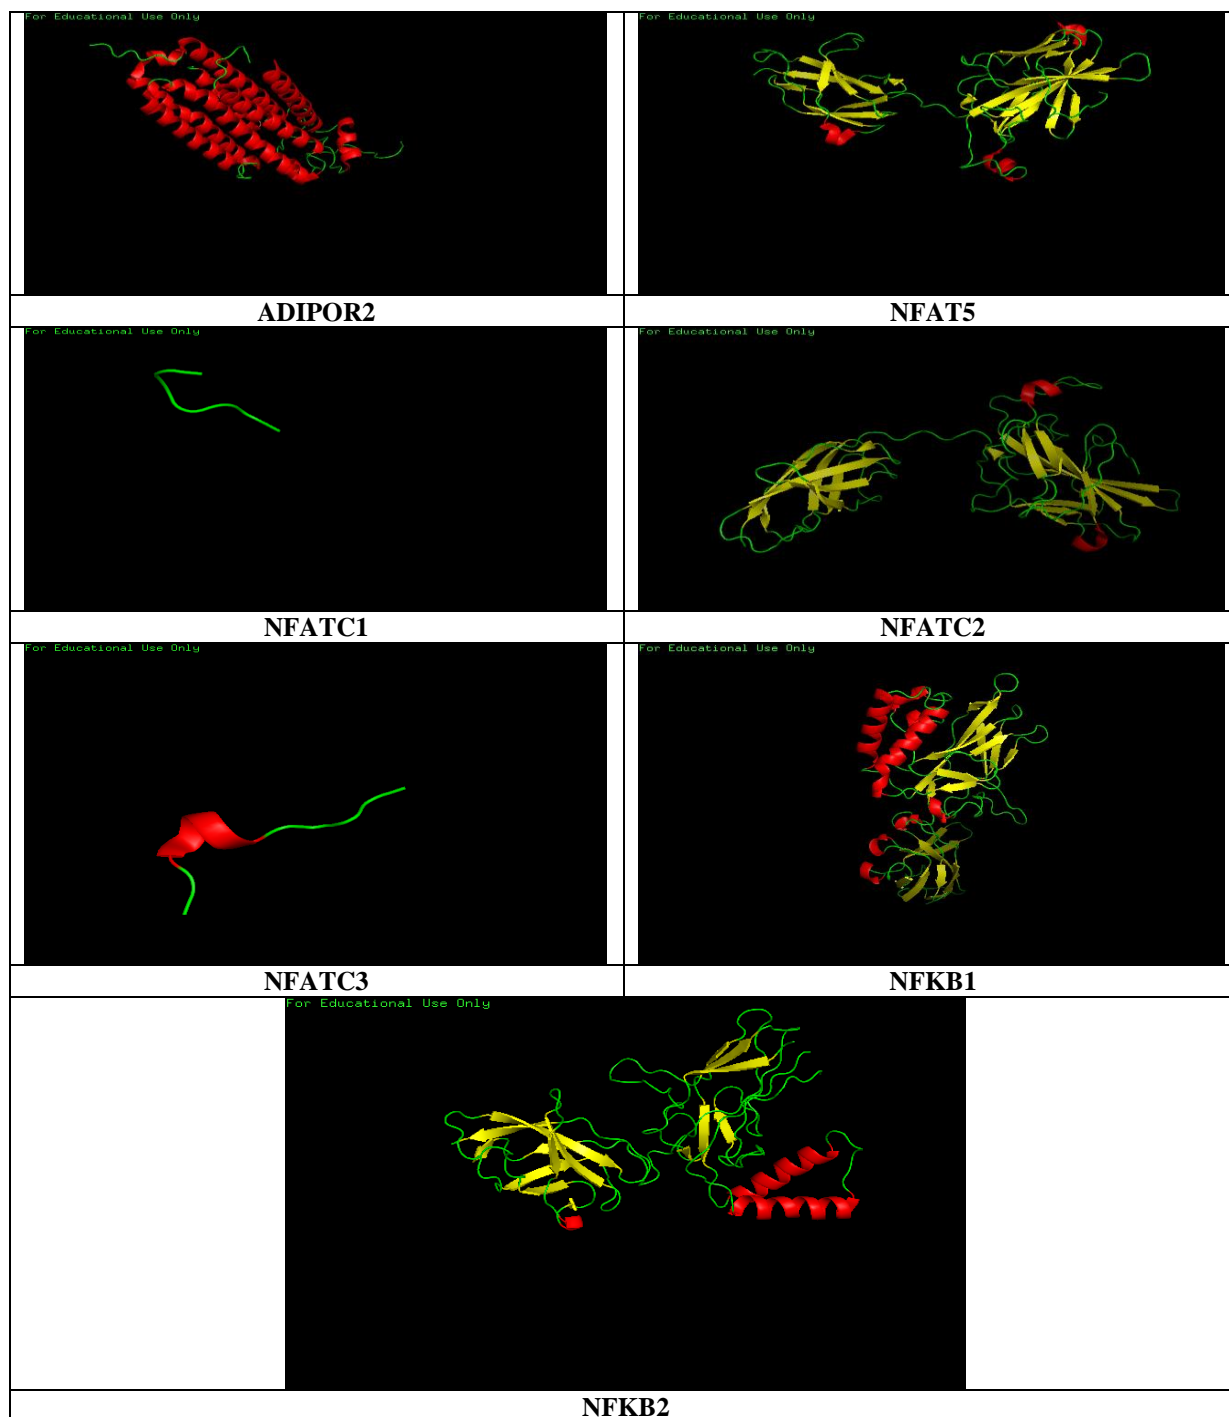 For Educational Use Only
For Educational Use Only
ADIPOR2
NFAT5
For Educational Use Only
For Educational Use Only
NFATC1
NFATC2
For Educational Use Only
For Educational Use Only
NFATC3
NFKB1
For Educational Use Only
NFKB2